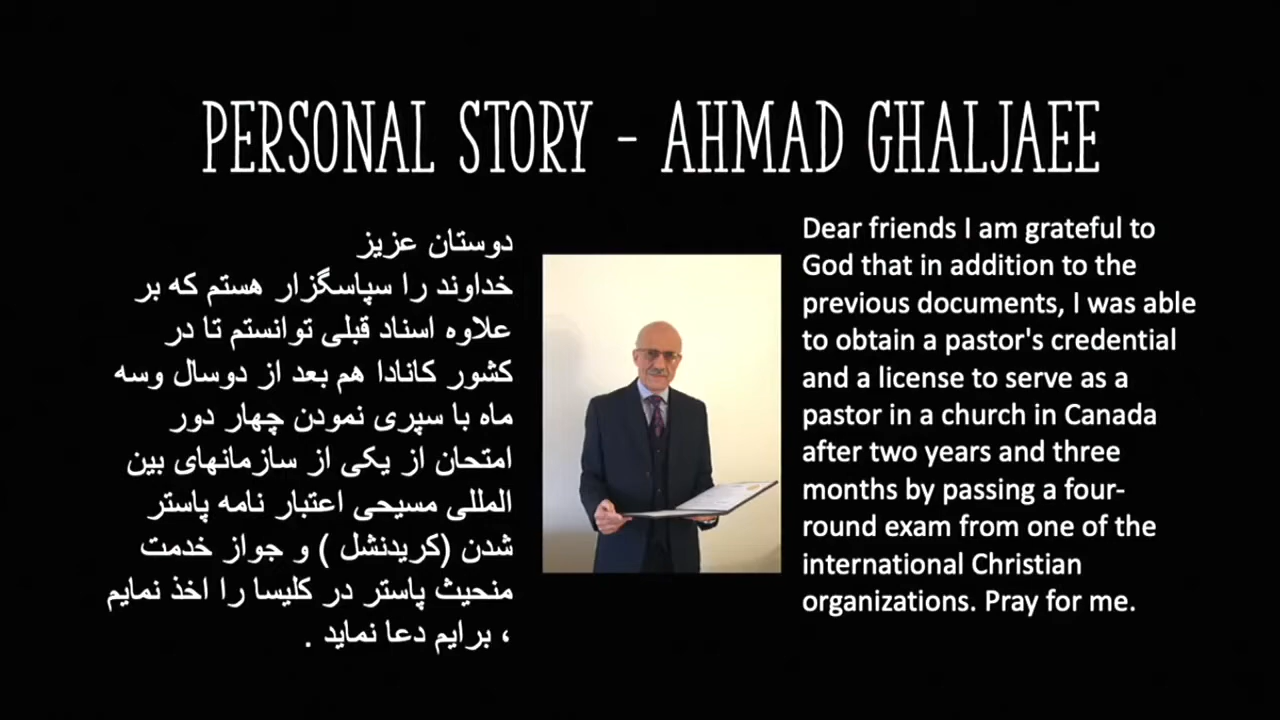 PERSONAL STORY - AHMAD GHALJAEE
دوستان عزیز
خداوند را سپاسگزار هستم که بر
علاوه اسناد قبلی توانستم تا در
کشور کانادا هم بعد از دوسال وسه
ماه با سپری نمودن چهار دور
امتحان از یکی از سازمانهای بین
المللی مسیحی اعتبار نامه پاستر
شدن (کریدنشل ) و جواز خدمت
منحیث پاستر در کلیسا را اخذ نمایم
، برایم دعا نماید .
Dear friends I am grateful to
God that in addition to the
previous documents, I was able
to obtain a pastor's credential
and a license to serve as a
pastor in a church in Canada
after two years and three
months by passing a four-
round exam from one of the
international Christian
organizations. Pray for me.